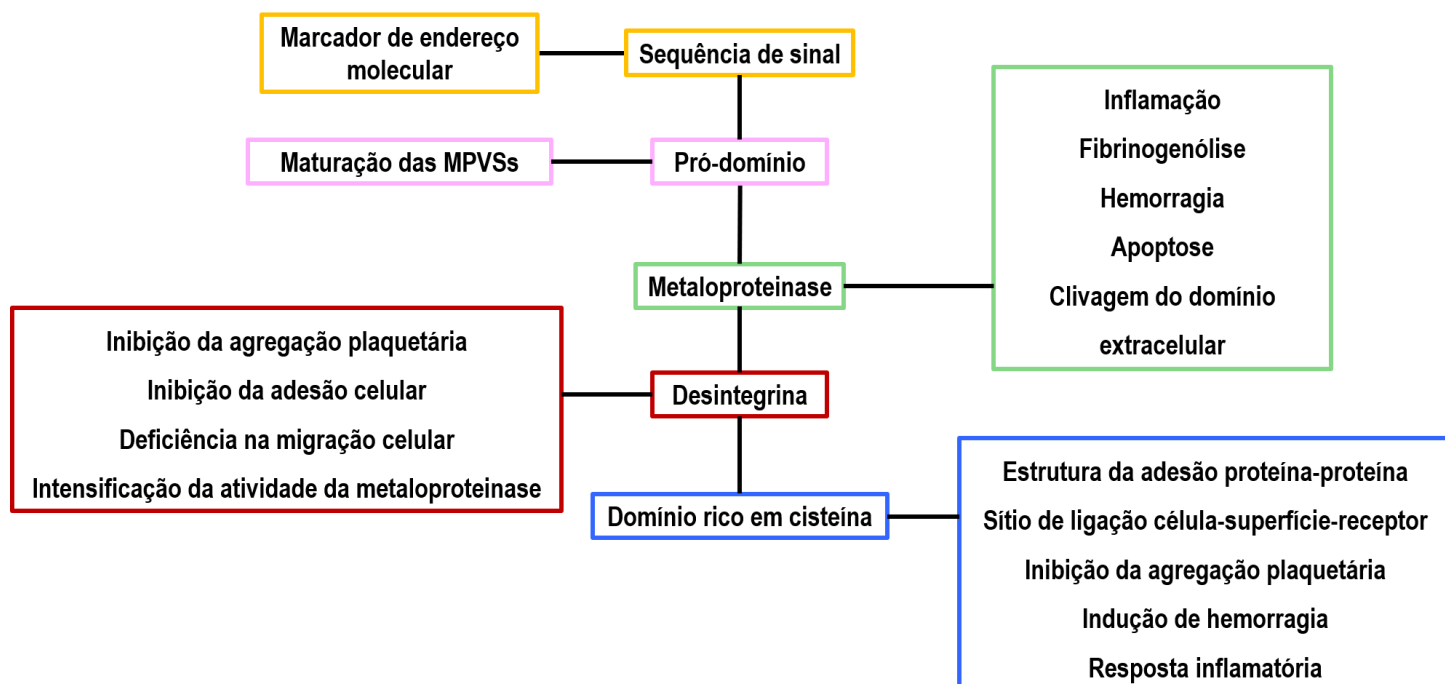 Marcador de endereço
molecular
Sequência de sinal
Maturação das MPVSs
Pró-domínio
Inflamação
Fibrinogenólise
Hemorragia
Apoptose
Clivagem do domínio
extracelular
Metaloproteinase
Inibição da agregação plaquetária
Inibição da adesão celular
Deficiência na migração celular
Intensificação da atividade da metaloproteinase
Desintegrina
Domínio rico em cisteína
Estrutura da adesão proteína-proteína
Sítio de ligação célula-superfície-receptor
Inibição da agregação plaquetária
Indução de hemorragia
Resposta inflamatória